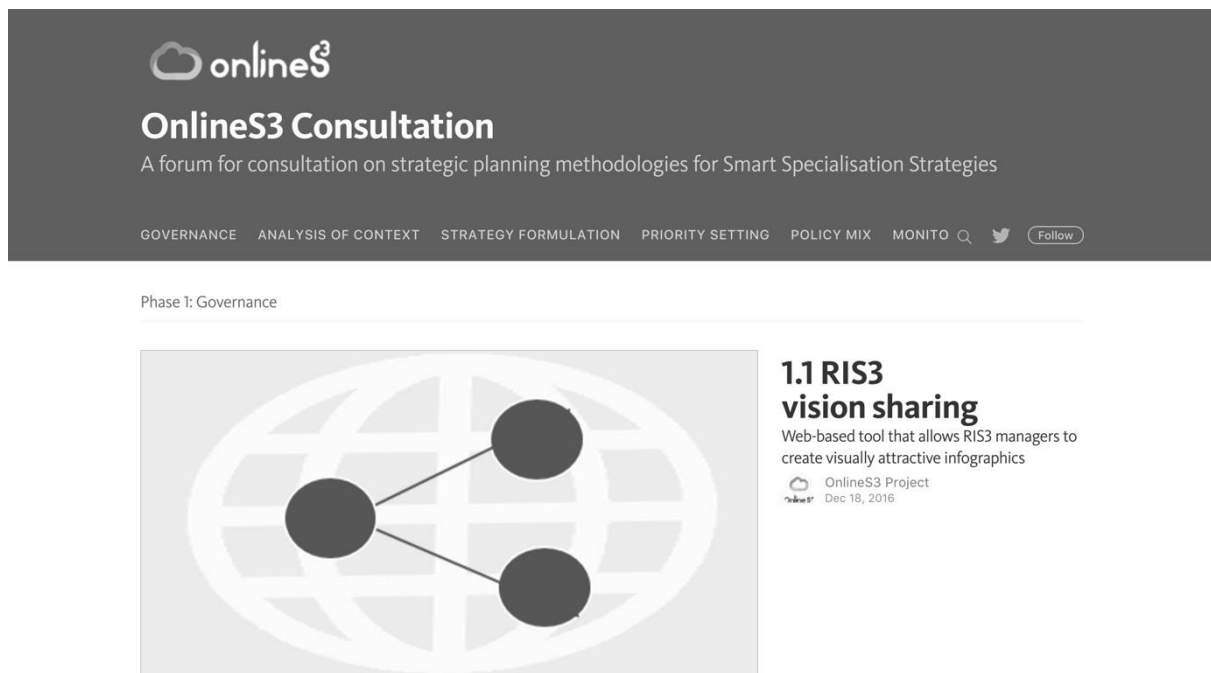 onlineS3
OnlineS3 Consultation
A forum for consultation on strategic planning methodologies for Smart Specialisation Strategies
GOVERNANCE ANALYSIS OF CONTEXT STRATEGY FORMULATION PRIORITY SETTING POLICY MIX MONITO Follow
Phase 1: Governance
1.1 RIS3
vision sharing
Web-based tool that allows RIS3 managers to
create visually attractive infographics
OnlineS3 Project
OnlineS3 Dec 18, 2016